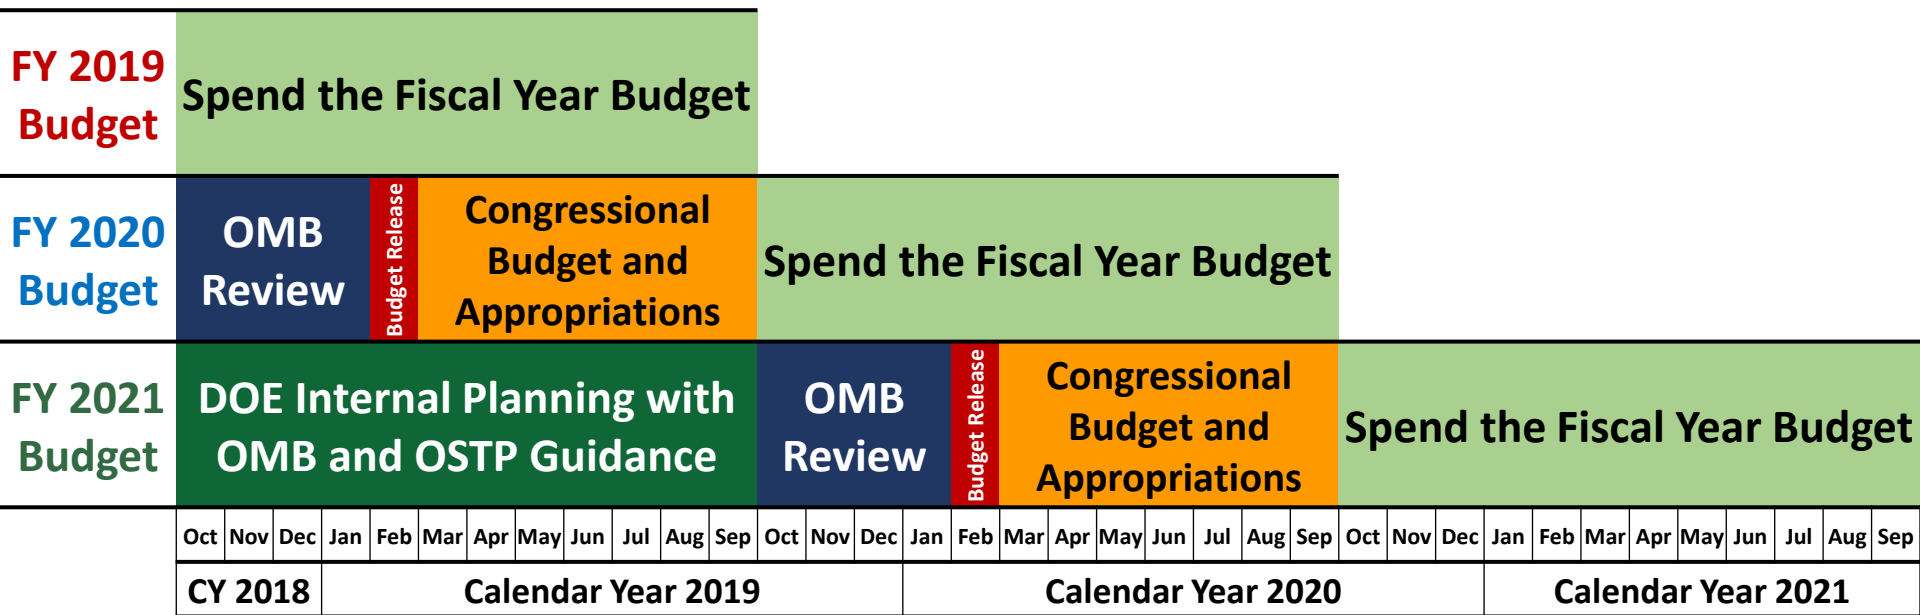 FY 2019
Budget
Spend the Fiscal Year Budget
FY 2020
Budget
OMB
Review
Budget Release
Congressional
Budget and
Appropriations
Spend the Fiscal Year Budget
FY 2021
Budget
DOE Internal Planning with
OMB and OSTP Guidance
OMB
Review
Budget Release
Congressional
Budget and
Appropriations
Spend the Fiscal Year Budget
Oct Nov Dec Jan Feb Mar Apr May Jun Jul Aug Sep Oct Nov Dec Jan Feb Mar Apr May Jun Jul Aug Sep Oct Nov Dec Jan Feb Mar Apr May Jun Jul Aug Sep
CY 2018 Calendar Year 2019 Calendar Year 2020 Calendar Year 2021